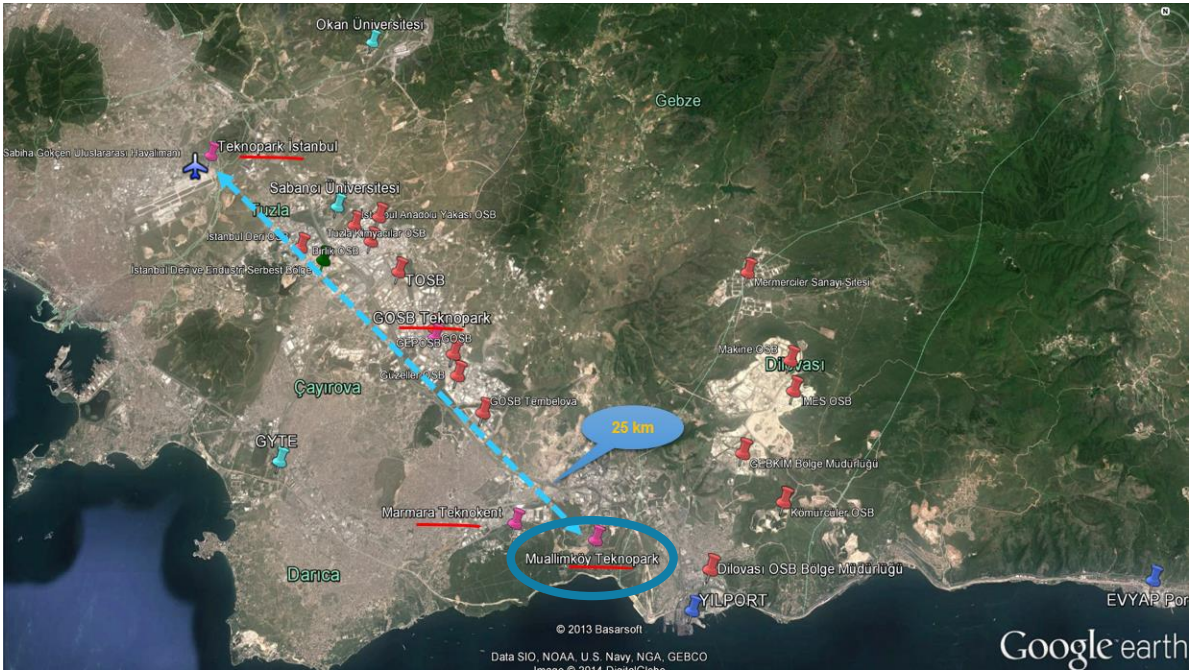 N
Okan Üniversitesi
Gebze
Sabiha Gökçen Uluslararası Havalimanı
Teknopark İstanbul
Sabancı Üniversitesi
Tuzla
İstanbul Anadolu Yakası OSB
Tuzla Kimyacılar OSB
İstanbul Deri OSB
Birlik OSB
İstanbul Deri ve Endüstri Serbest Bölge
TOSB
Mermerciler Sanayi Sitesi
GOSB Teknopark
GEPOSB
GOSB
Makine OSB
Dilovası
Güzeller OSB
Çayırova
MES OSB
GOSB Tembelova
25 km
GYTE
GEBKİM Bölge Müdürlüğü
Marmara Teknokent
Kömürcüler OSB
Muallimköy Teknopark
Dilovası OSB Bölge Müdürlüğü
Darıca
YILPORT
EVYAP Por
© 2013 Basarsoft
Data SIO, NOAA, U.S. Navy, NGA, GEBCO
Image © 2014 DigitalGlobe
Google earth